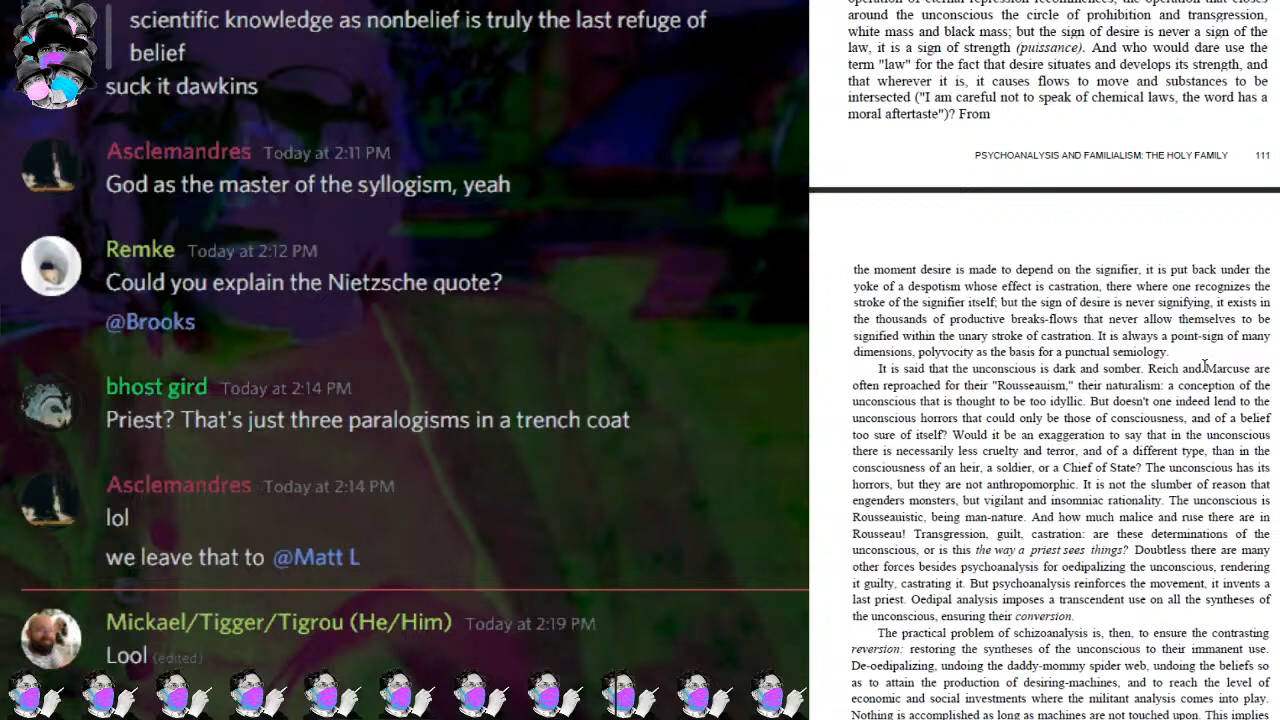 scientific knowledge as nonbelief is truly the last refuge of
belief
suck it dawkins
Asclemandres Today at 2:11 PM
God as the master of the syllogism, yeah
Remke Today at 2:12 PM
Could you explain the Nietzsche quote?
@Brooks
bhost gird Today at 2:14 PM
Priest? That's just three paralogisms in a trench coat
Asclemandres Today at 2:14 PM
lol
we leave that to @Matt L
Mickael/Tigger/Tigrou (He/Him) Today at 2:19 PM
Lool (edited)
operation of eternal repression recommences, the operation that closes
around the unconscious the circle of prohibition and transgression,
white mass and black mass; but the sign of desire is never a sign of the
law, it is a sign of strength (puissance). And who would dare use the
term "law" for the fact that desire situates and develops its strength, and
that wherever it is, it causes flows to move and substances to be
intersected ("I am careful not to speak of chemical laws, the word has a
moral aftertaste")? From
PSYCHOANALYSIS AND FAMILIALISM: THE HOLY FAMILY 111
the moment desire is made to depend on the signifier, it is put back under the
yoke of a despotism whose effect is castration, there where one recognizes the
stroke of the signifier itself; but the sign of desire is never signifying, it exists in
the thousands of productive breaks-flows that never allow themselves to be
signified within the unary stroke of castration. It is always a point-sign of many
dimensions, polyvocity as the basis for a punctual semiology.
It is said that the unconscious is dark and somber. Reich and Marcuse are
often reproached for their "Rousseauism," their naturalism: a conception of the
unconscious that is thought to be too idyllic. But doesn't one indeed lend to the
unconscious horrors that could only be those of consciousness, and of a belief
too sure of itself? Would it be an exaggeration to say that in the unconscious
there is necessarily less cruelty and terror, and of a different type, than in the
consciousness of an heir, a soldier, or a Chief of State? The unconscious has its
horrors, but they are not anthropomorphic. It is not the slumber of reason that
engenders monsters, but vigilant and insomniac rationality. The unconscious is
Rousseauistic, being man-nature. And how much malice and ruse there are in
Rousseau! Transgression, guilt, castration: are these determinations of the
unconscious, or is this the way a priest sees things? Doubtless there are many
other forces besides psychoanalysis for oedipalizing the unconscious, rendering
it guilty, castrating it. But psychoanalysis reinforces the movement, it invents a
last priest. Oedipal analysis imposes a transcendent use on all the syntheses of
the unconscious, ensuring their conversion.
The practical problem of schizoanalysis is, then, to ensure the contrasting
reversion: restoring the syntheses of the unconscious to their immanent use.
De-oedipalizing, undoing the daddy-mommy spider web, undoing the beliefs so
as to attain the production of desiring-machines, and to reach the level of
economic and social investments where the militant analysis comes into play.
Nothing is accomplished as long as machines are not touched upon. This implies